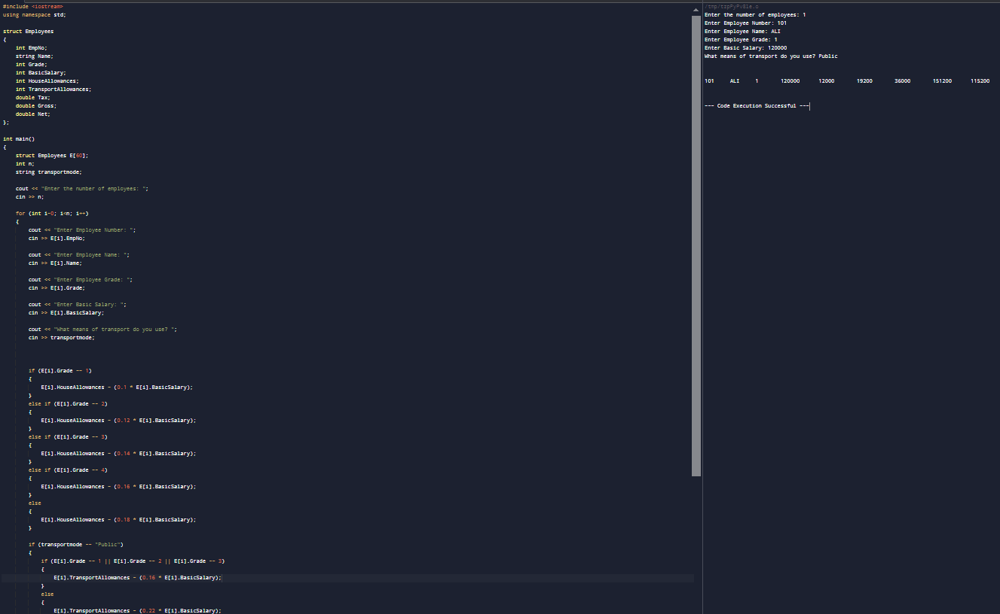 #include <iostream>
using namespace std;
struct Employees
{
int EmpNo;
string Name;
int Grade;
int BasicSalary;
int HouseAllowances;
int TransportAllowances;
double Tax;
double Gross;
double Net;
};
int main()
{
struct Employees E[60];
int n;
string transportmode;
cout << "Enter the number of employees: ";
cin >> n;
for (int i=0; i<n; i++)
{
cout << "Enter Employee Number: ";
cin >> E[i].EmpNo;
cout << "Enter Employee Name: ";
cin >> E[i].Name;
cout << "Enter Employee Grade: ";
cin >> E[i].Grade;
cout << "Enter Basic Salary: ";
cin >> E[i].BasicSalary;
cout << "What means of transport do you use? ";
cin >> transportmode;
if (E[i].Grade == 1)
{
E[i].HouseAllowances = (0.1 * E[i].BasicSalary);
}
else if (E[i].Grade == 2)
{
E[i].HouseAllowances = (0.12 * E[i].BasicSalary);
}
else if (E[i].Grade == 3)
{
E[i].HouseAllowances = (0.14 * E[i].BasicSalary);
}
else if (E[i].Grade == 4)
{
E[i].HouseAllowances = (0.16 * E[i].BasicSalary);
}
else
{
E[i].HouseAllowances = (0.18 * E[i].BasicSalary);
}
if (transportmode == "Public")
{
if (E[i].Grade == 1 || E[i].Grade == 2 || E[i].Grade == 3)
{
E[i].TransportAllowances = (0.16 * E[i].BasicSalary);
}
else
{
E[i].TransportAllowances = (0.22 * E[i].BasicSalary);
Enter the number of employees: 1
Enter Employee Number: 101
Enter Employee Name: ALI
Enter Employee Grade: 1
Enter Basic Salary: 120000
What means of transport do you use? Public
101 ALI 1 120000 12000 19200 36000 151200 115200
=== Code Execution Successful ===